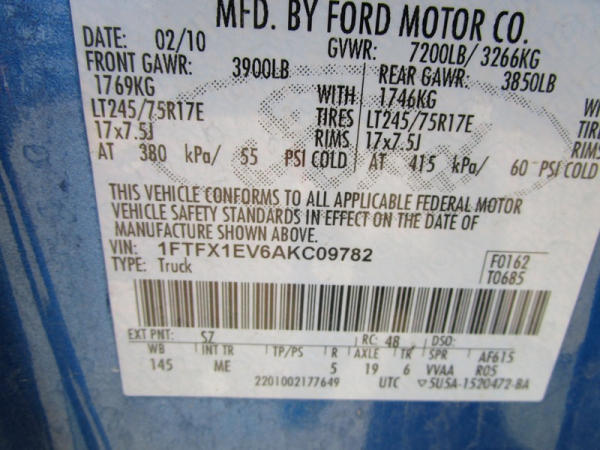 MFD. BY FORD MOTOR CO.
DATE: 02/10 GVWR: 7200LB/ 3266KG
FRONT GAWR: 3900LB REAR GAWR: 3850LB
1769KG WITH 1746KG WI
LT245/75R17E TIRES LT245/75R17E TIRES
17x7.5J RIMS 17x7.5J RIMS
AT 380 kPa/ 55 PSI COLD AT 415 kPa/ 60 PSI COLD
THIS VEHICLE CONFORMS TO ALL APPLICABLE FEDERAL MOTOR
VEHICLE SAFETY STANDARDS IN EFFECT ON THE DATE OF
MANUFACTURE SHOWN ABOVE.
VIN: 1FTFX1EV6AKC09782 F0162
TYPE: Truck T0685
EXT PNT: SZ RC: 48 DSO:
WB INT TR TP/PS R AXLE TR SPR AF615
145 ME 5 19 6 VVAA R05
2201002177649 UTC ▽5U5A-1520472-BA